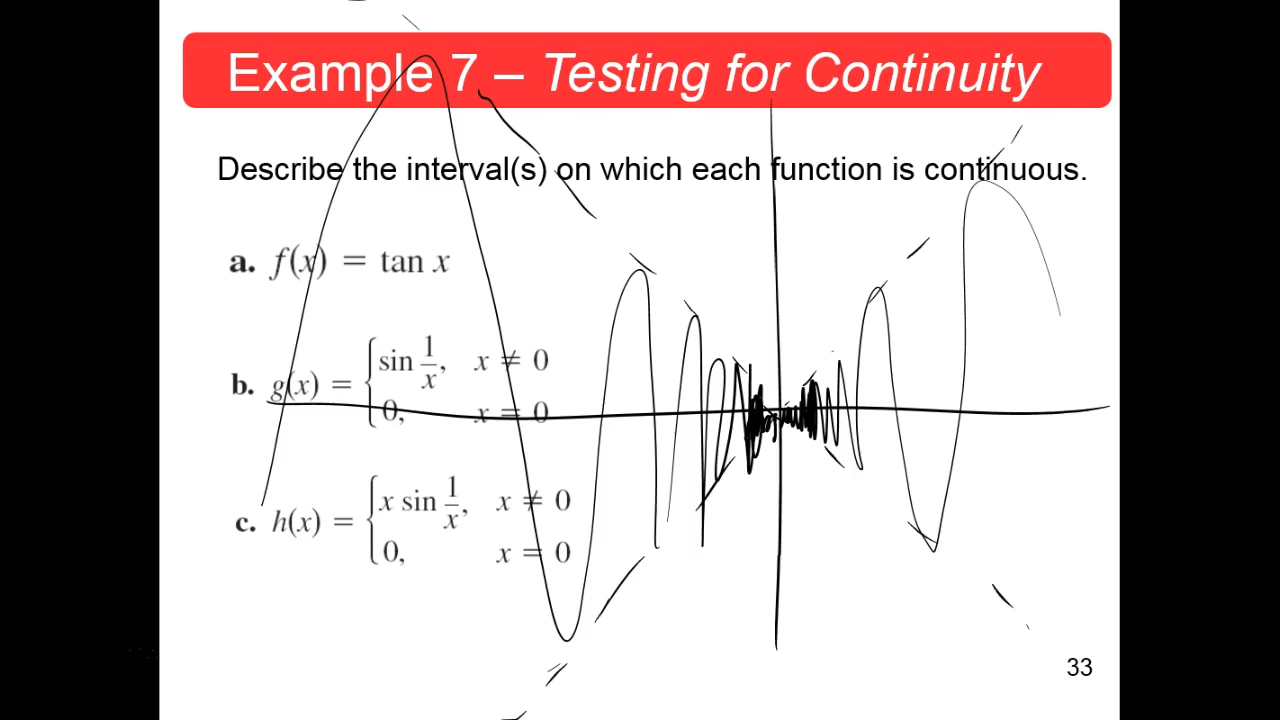 Example 7 – Testing for Continuity
Describe the interval(s) on which each function is continuous.
a. f(x) = tan x
b. g(x) = { sin 1/x, x ≠ 0
0, x = 0
c. h(x) = { x sin 1/x, x ≠ 0
0, x = 0
33